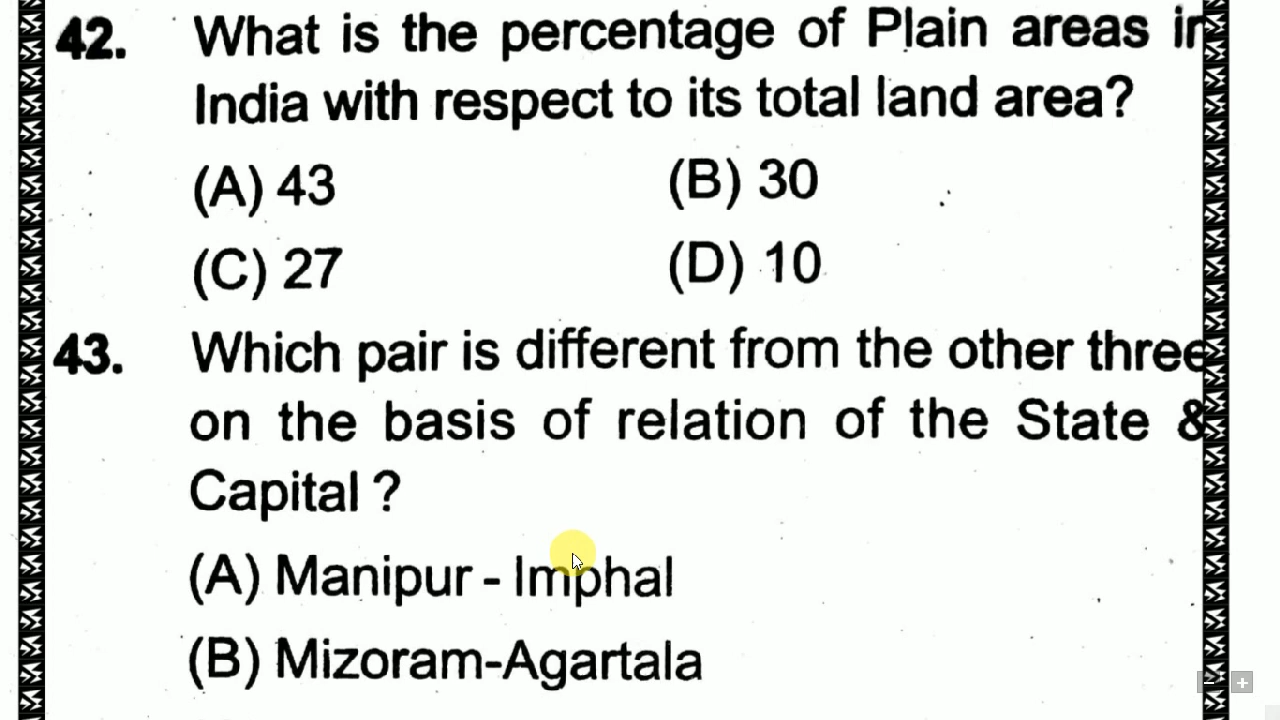 42. What is the percentage of Plain areas in
India with respect to its total land area?
(A) 43 (B) 30
(C) 27 (D) 10
43. Which pair is different from the other three
on the basis of relation of the State &
Capital ?
(A) Manipur - Imphal
(B) Mizoram-Agartala